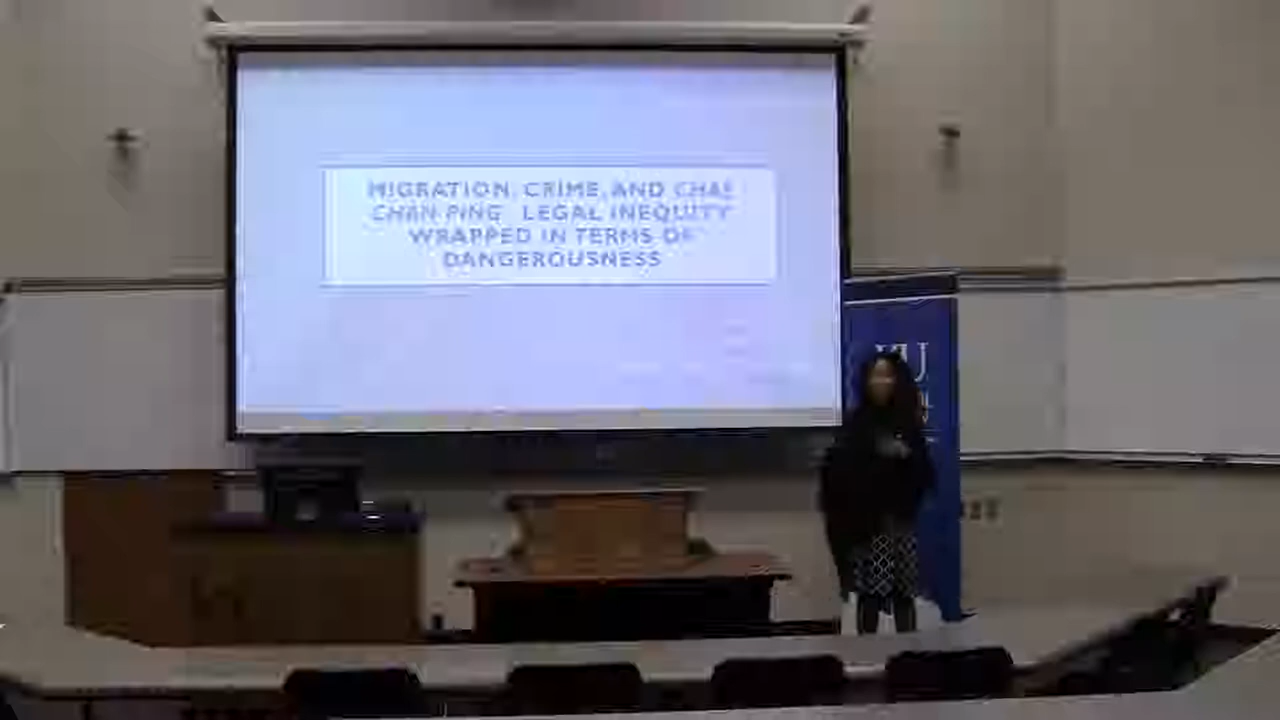 MIGRATION, CRIME, AND CHAE
CHAN PING LEGAL INEQUITY
WRAPPED IN TERMS OF
DANGEROUSNESS